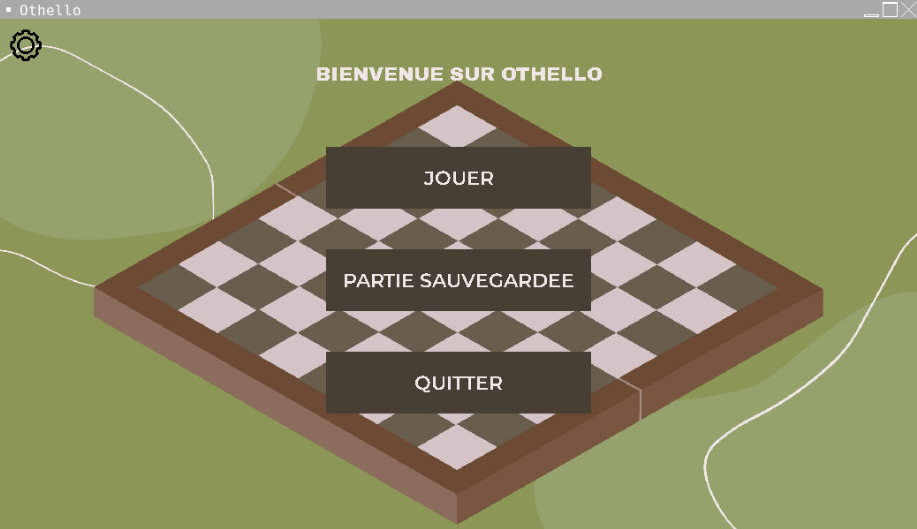 Othello
BIENVENUE SUR OTHELLO
JOUER
PARTIE SAUVEGARDEE
QUITTER